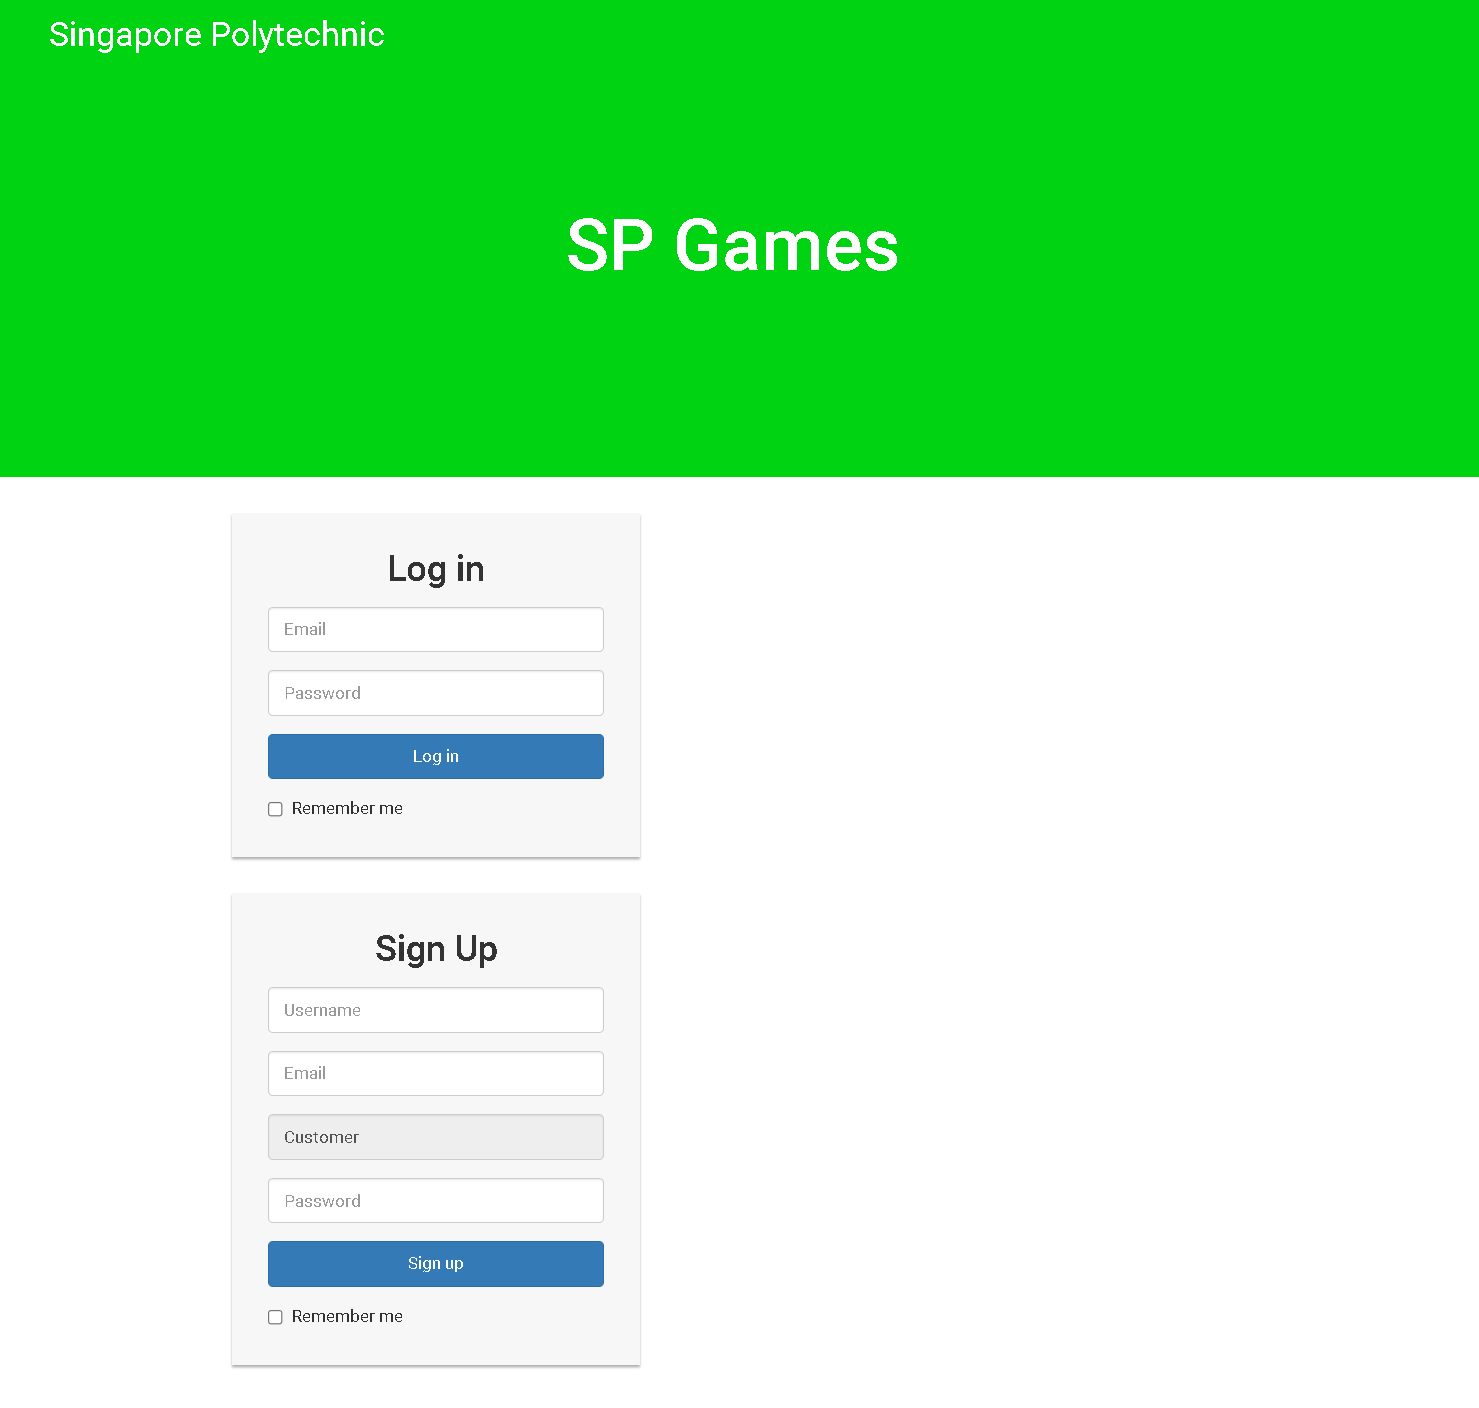 Singapore Polytechnic
SP Games
Log in
Email
Password
Log in
Remember me
Sign Up
Username
Email
Customer
Password
Sign up
Remember me